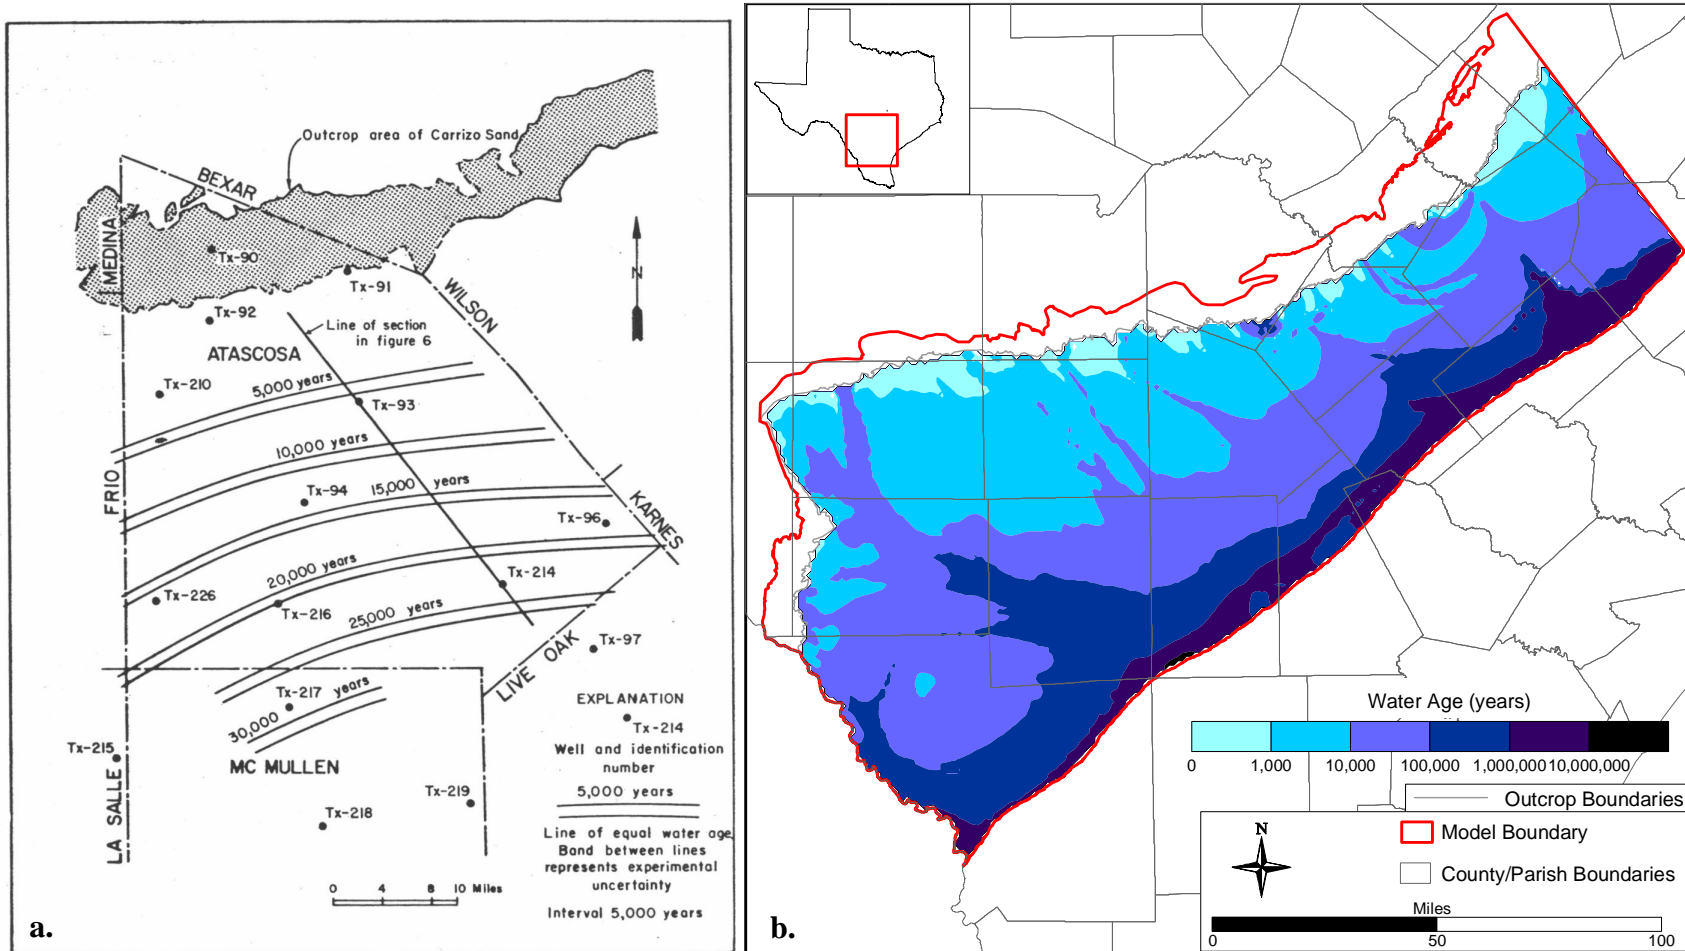 Outcrop area of Carrizo Sand
BEXAR
MEDINA
Tx-90
Tx-91
N
WILSON
Tx-92
Line of section
in figure 6
ATASCOSA
5,000 years
Tx-210
Tx-93
10,000 years
15,000 years
FRIO
Tx-94
KARNES
Tx-96
20,000 years
Tx-214
Tx-226
Tx-216
25,000 years
Tx-97
LIVE OAK
Tx-217
30,000 years
EXPLANATION
Tx-214
Well and identification
number
Tx-215
MC MULLEN
LA SALLE
5,000 years
Tx-219
Tx-218
Line of equal water age.
Band between lines
represents experimental
uncertainty
Interval 5,000 years
0 4 8 10 Miles
a.
Water Age (years)
0 1,000 10,000 100,000 1,000,000 10,000,000
Outcrop Boundaries
N
Model Boundary
County/Parish Boundaries
Miles
0 50 100
b.